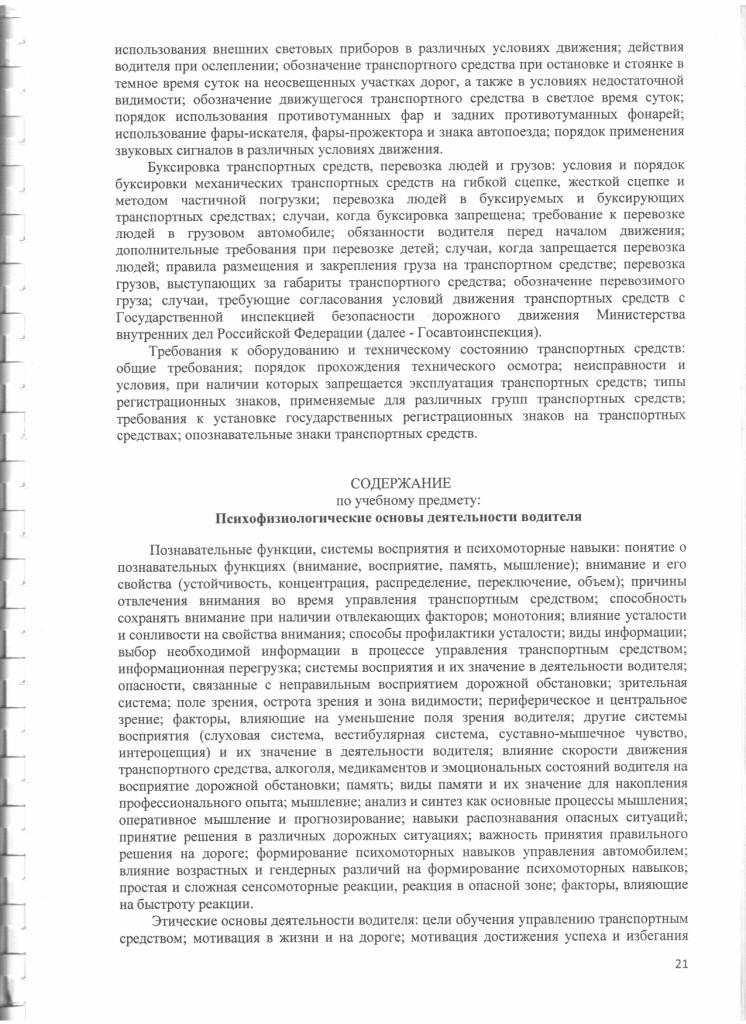 использования внешних световых приборов в различных условиях движения; действия
водителя при ослеплении; обозначение транспортного средства при остановке и стоянке в
темное время суток на неосвещенных участках дорог, а также в условиях недостаточной
видимости; обозначение движущегося транспортного средства в светлое время суток;
порядок использования противотуманных фар и задних противотуманных фонарей;
использование фары-искателя, фары-прожектора и знака автопоезда; порядок применения
звуковых сигналов в различных условиях движения.
Буксировка транспортных средств, перевозка людей и грузов: условия и порядок
буксировки механических транспортных средств на гибкой сцепке, жесткой сцепке и
методом частичной погрузки; перевозка людей в буксируемых и буксирующих
транспортных средствах; случаи, когда буксировка запрещена; требование к перевозке
людей в грузовом автомобиле; обязанности водителя перед началом движения;
дополнительные требования при перевозке детей; случаи, когда запрещается перевозка
людей; правила размещения и закрепления груза на транспортном средстве; перевозка
грузов, выступающих за габариты транспортного средства; обозначение перевозимого
груза; случаи, требующие согласования условий движения транспортных средств с
Государственной инспекцией безопасности дорожного движения Министерства
внутренних дел Российской Федерации (далее - Госавтоинспекция).
Требования к оборудованию и техническому состоянию транспортных средств:
общие требования; порядок прохождения технического осмотра; неисправности и
условия, при наличии которых запрещается эксплуатация транспортных средств; типы
регистрационных знаков, применяемые для различных групп транспортных средств;
требования к установке государственных регистрационных знаков на транспортных
средствах; опознавательные знаки транспортных средств.
СОДЕРЖАНИЕ
по учебному предмету:
Психофизиологические основы деятельности водителя
Познавательные функции, системы восприятия и психомоторные навыки: понятие о
познавательных функциях (внимание, восприятие, память, мышление); внимание и его
свойства (устойчивость, концентрация, распределение, переключение, объем); причины
отвлечения внимания во время управления транспортным средством; способность
сохранять внимание при наличии отвлекающих факторов; монотония; влияние усталости
и сонливости на свойства внимания; способы профилактики усталости; виды информации;
выбор необходимой информации в процессе управления транспортным средством;
информационная перегрузка; системы восприятия и их значение в деятельности водителя;
опасности, связанные с неправильным восприятием дорожной обстановки; зрительная
система; поле зрения, острота зрения и зона видимости; периферическое и центральное
зрение; факторы, влияющие на уменьшение поля зрения водителя; другие системы
восприятия (слуховая система, вестибулярная система, суставно-мышечное чувство,
интероцепция) и их значение в деятельности водителя; влияние скорости движения
транспортного средства, алкоголя, медикаментов и эмоциональных состояний водителя на
восприятие дорожной обстановки; память; виды памяти и их значение для накопления
профессионального опыта; мышление; анализ и синтез как основные процессы мышления;
оперативное мышление и прогнозирование; навыки распознавания опасных ситуаций;
принятие решения в различных дорожных ситуациях; важность принятия правильного
решения на дороге; формирование психомоторных навыков управления автомобилем;
влияние возрастных и гендерных различий на формирование психомоторных навыков;
простая и сложная сенсомоторные реакции, реакция в опасной зоне; факторы, влияющие
на быстроту реакции.
Этические основы деятельности водителя: цели обучения управлению транспортным
средством; мотивация в жизни и на дороге; мотивация достижения успеха и избегания
21